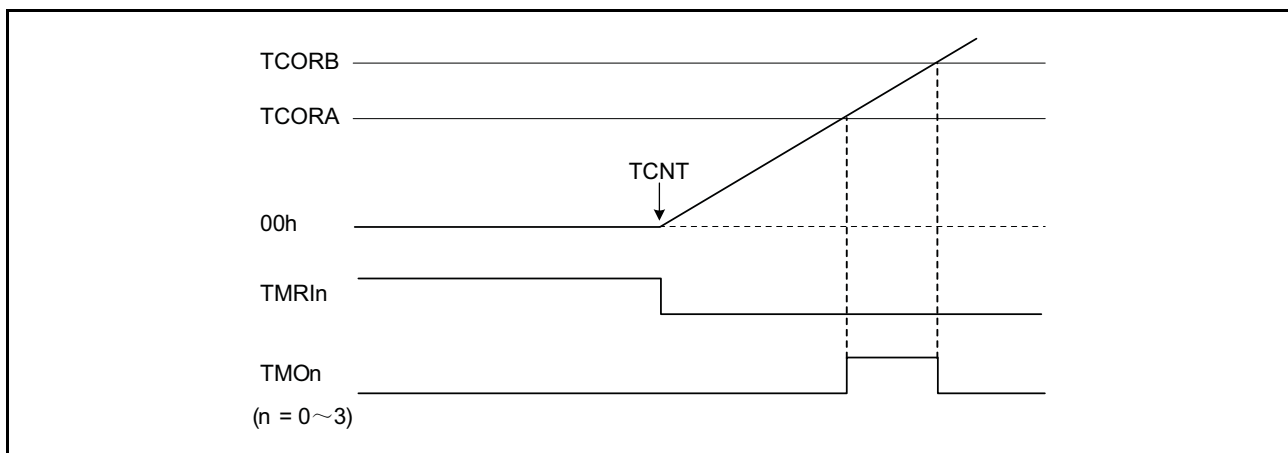 TCORB
TCORA
TCNT
00h
TMRIn
TMOn
(n = 0～3)